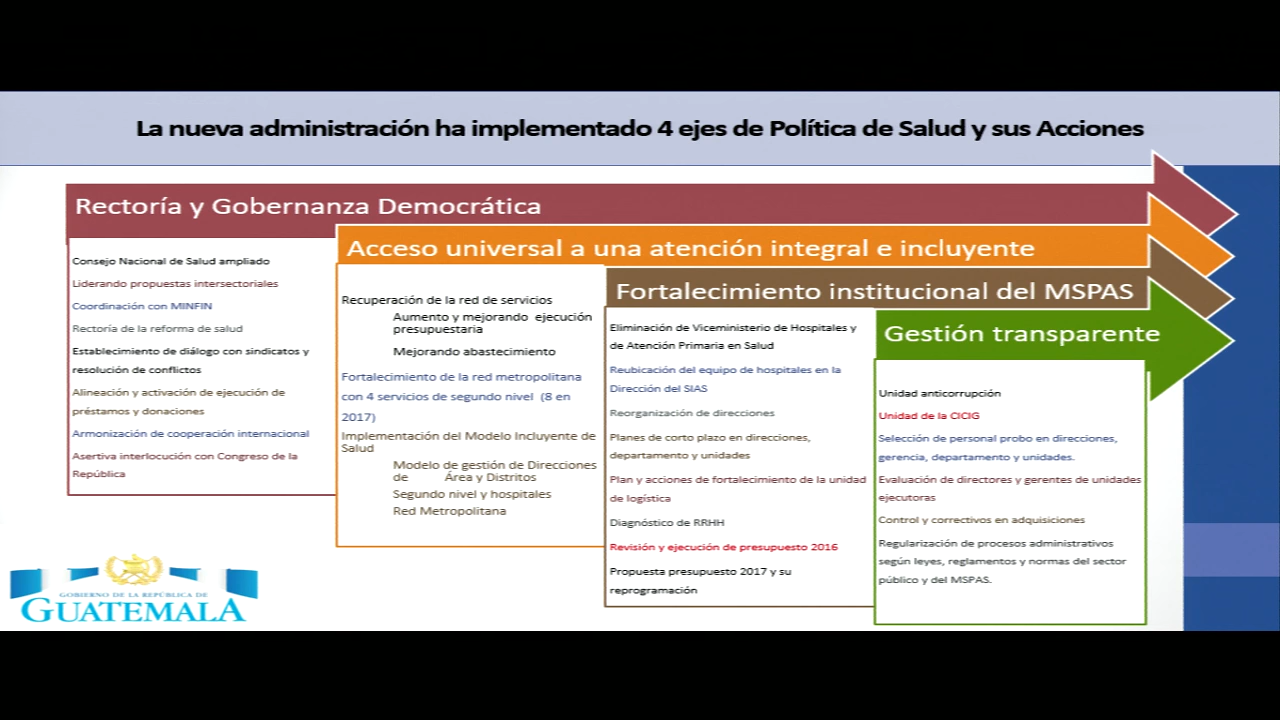 La nueva administración ha implementado 4 ejes de Política de Salud y sus Acciones
Rectoría y Gobernanza Democrática
Consejo Nacional de Salud ampliado
Liderando propuestas intersectoriales
Coordinación con MINFIN
Rectoría de la reforma de salud
Establecimiento de diálogo con sindicatos y
resolución de conflictos
Alineación y activación de ejecución de
préstamos y donaciones
Armonización de cooperación internacional
Asertiva interlocución con Congreso de la
República
Acceso universal a una atención integral e incluyente
Recuperación de la red de servicios
Aumento y mejorando ejecución
presupuestaria
Mejorando abastecimiento
Fortalecimiento de la red metropolitana
con 4 servicios de segundo nivel (8 en
2017)
Implementación del Modelo Incluyente de
Salud
Modelo de gestión de Direcciones
de Área y Distritos
Segundo nivel y hospitales
Red Metropolitana
Fortalecimiento institucional del MSPAS
Eliminación de Viceministerio de Hospitales y
de Atención Primaria en Salud
Reubicación del equipo de hospitales en la
Dirección del SIAS
Reorganización de direcciones
Planes de corto plazo en direcciones,
departamento y unidades
Plan y acciones de fortalecimiento de la unidad
de logística
Diagnóstico de RRHH
Revisión y ejecución de presupuesto 2016
Propuesta presupuesto 2017 y su
reprogramación
Gestión transparente
Unidad anticorrupción
Unidad de la CICIG
Selección de personal probo en direcciones,
gerencia, departamento y unidades.
Evaluación de directores y gerentes de unidades
ejecutoras
Control y correctivos en adquisiciones
Regularización de procesos administrativos
según leyes, reglamentos y normas del sector
público y del MSPAS.
GOBIERNO DE LA REPÚBLICA DE
GUATEMALA